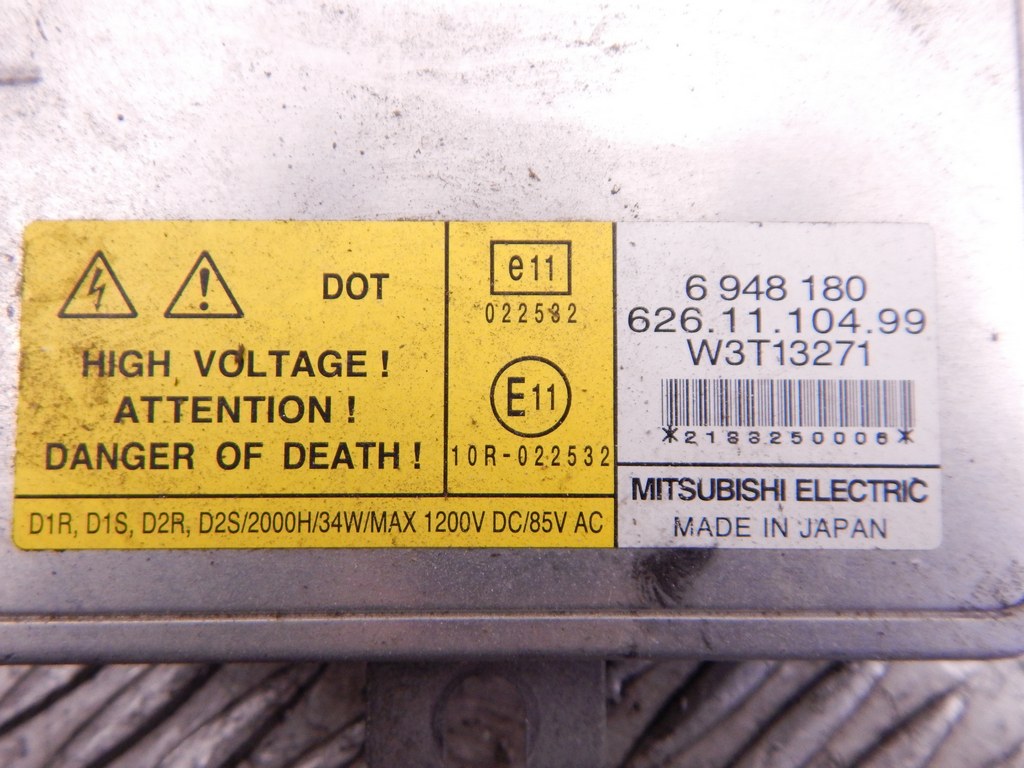 DOT
HIGH VOLTAGE !
ATTENTION !
DANGER OF DEATH !
D1R, D1S, D2R, D2S/2000H/34W/MAX 1200V DC/85V AC
e11
022532
E11
10R-022532
6 948 180
626.11.104.99
W3T13271
*2183250006*
MITSUBISHI ELECTRIC
MADE IN JAPAN